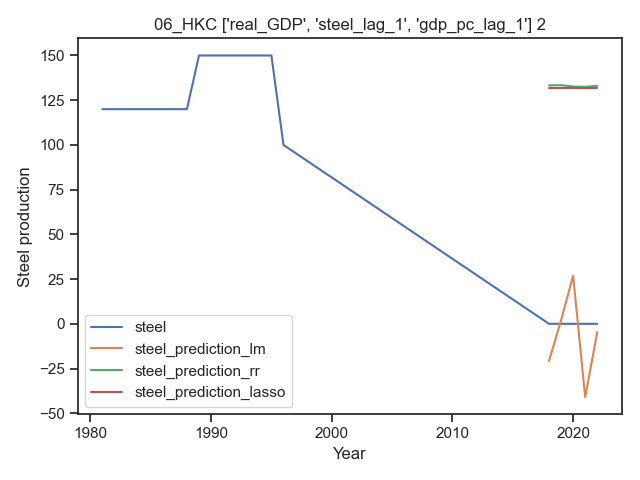 06_HKC ['real_GDP', 'steel_lag_1', 'gdp_pc_lag_1'] 2
150
125
100
75
50
25
0
−25
−50
Steel production
steel
steel_prediction_lm
steel_prediction_rr
steel_prediction_lasso
1980
1990
2000
2010
2020
Year